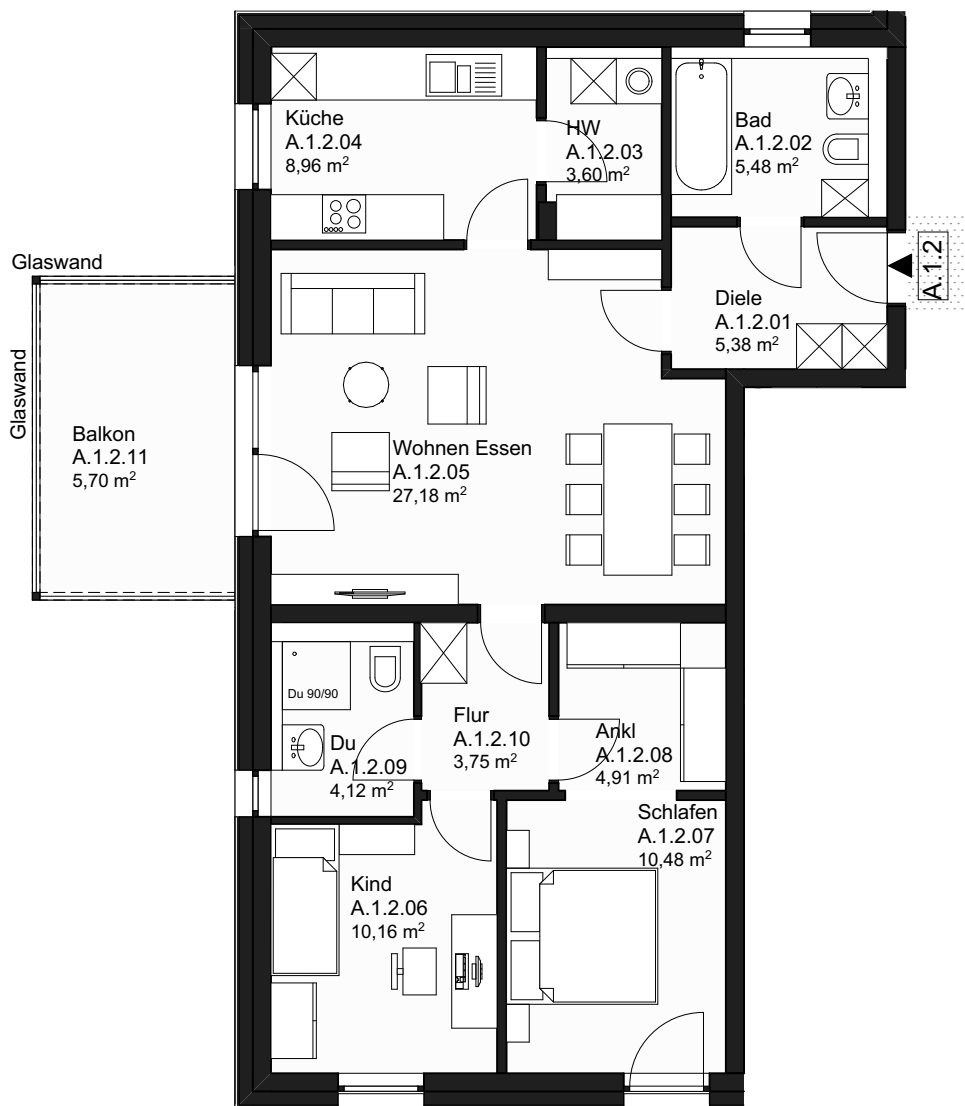 Küche
A.1.2.04
8,96 m²
HW
A.1.2.03
3,60 m²
Bad
A.1.2.02
5,48 m²
A.1.2
Glaswand
Diele
A.1.2.01
5,38 m²
Glaswand
Balkon
A.1.2.11
5,70 m²
Wohnen Essen
A.1.2.05
27,18 m²
Du 90/90
Du
A.1.2.09
4,12 m²
Flur
A.1.2.10
3,75 m²
Ankl
A.1.2.08
4,91 m²
Schlafen
A.1.2.07
10,48 m²
Kind
A.1.2.06
10,16 m²